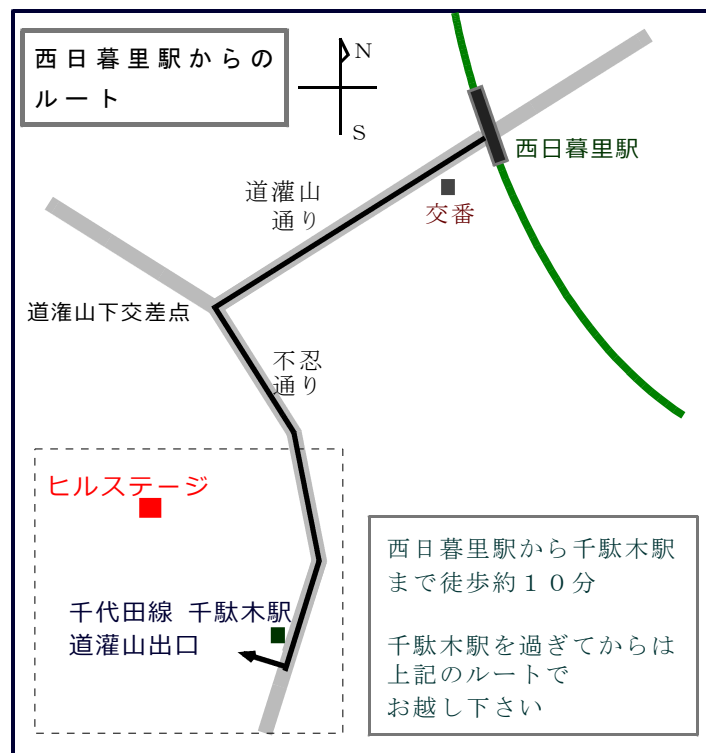 西日暮里駅からの
ルート
N
S
西日暮里駅
道灌山
通り
交番
道潅山下交差点
不忍
通り
ヒルステージ
千代田線 千駄木駅
道灌山出口
西日暮里駅から千駄木駅
まで徒歩約１０分
千駄木駅を過ぎてからは
上記のルートで
お越し下さい